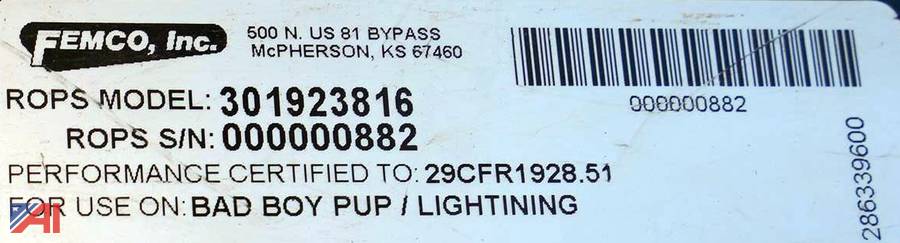 FEMCO, Inc.
500 N. US 81 BYPASS
McPHERSON, KS 67460
000000882
ROPS MODEL: 301923816
ROPS S/N: 000000882
PERFORMANCE CERTIFIED TO: 29CFR1928.51
FOR USE ON: BAD BOY PUP / LIGHTINING
286339600
AI